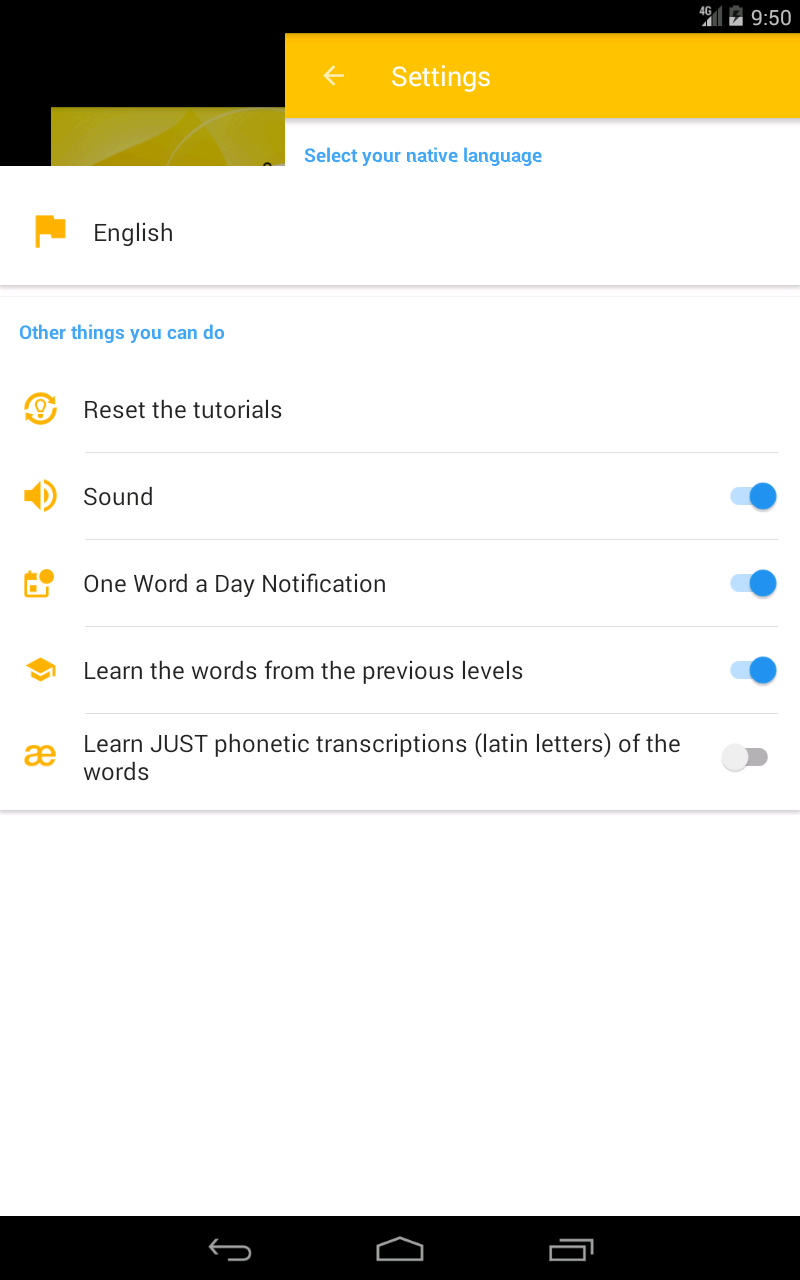 4G 9:50
Settings
Select your native language
English
Other things you can do
Reset the tutorials
Sound
One Word a Day Notification
Learn the words from the previous levels
æ Learn JUST phonetic transcriptions (latin letters) of the
words